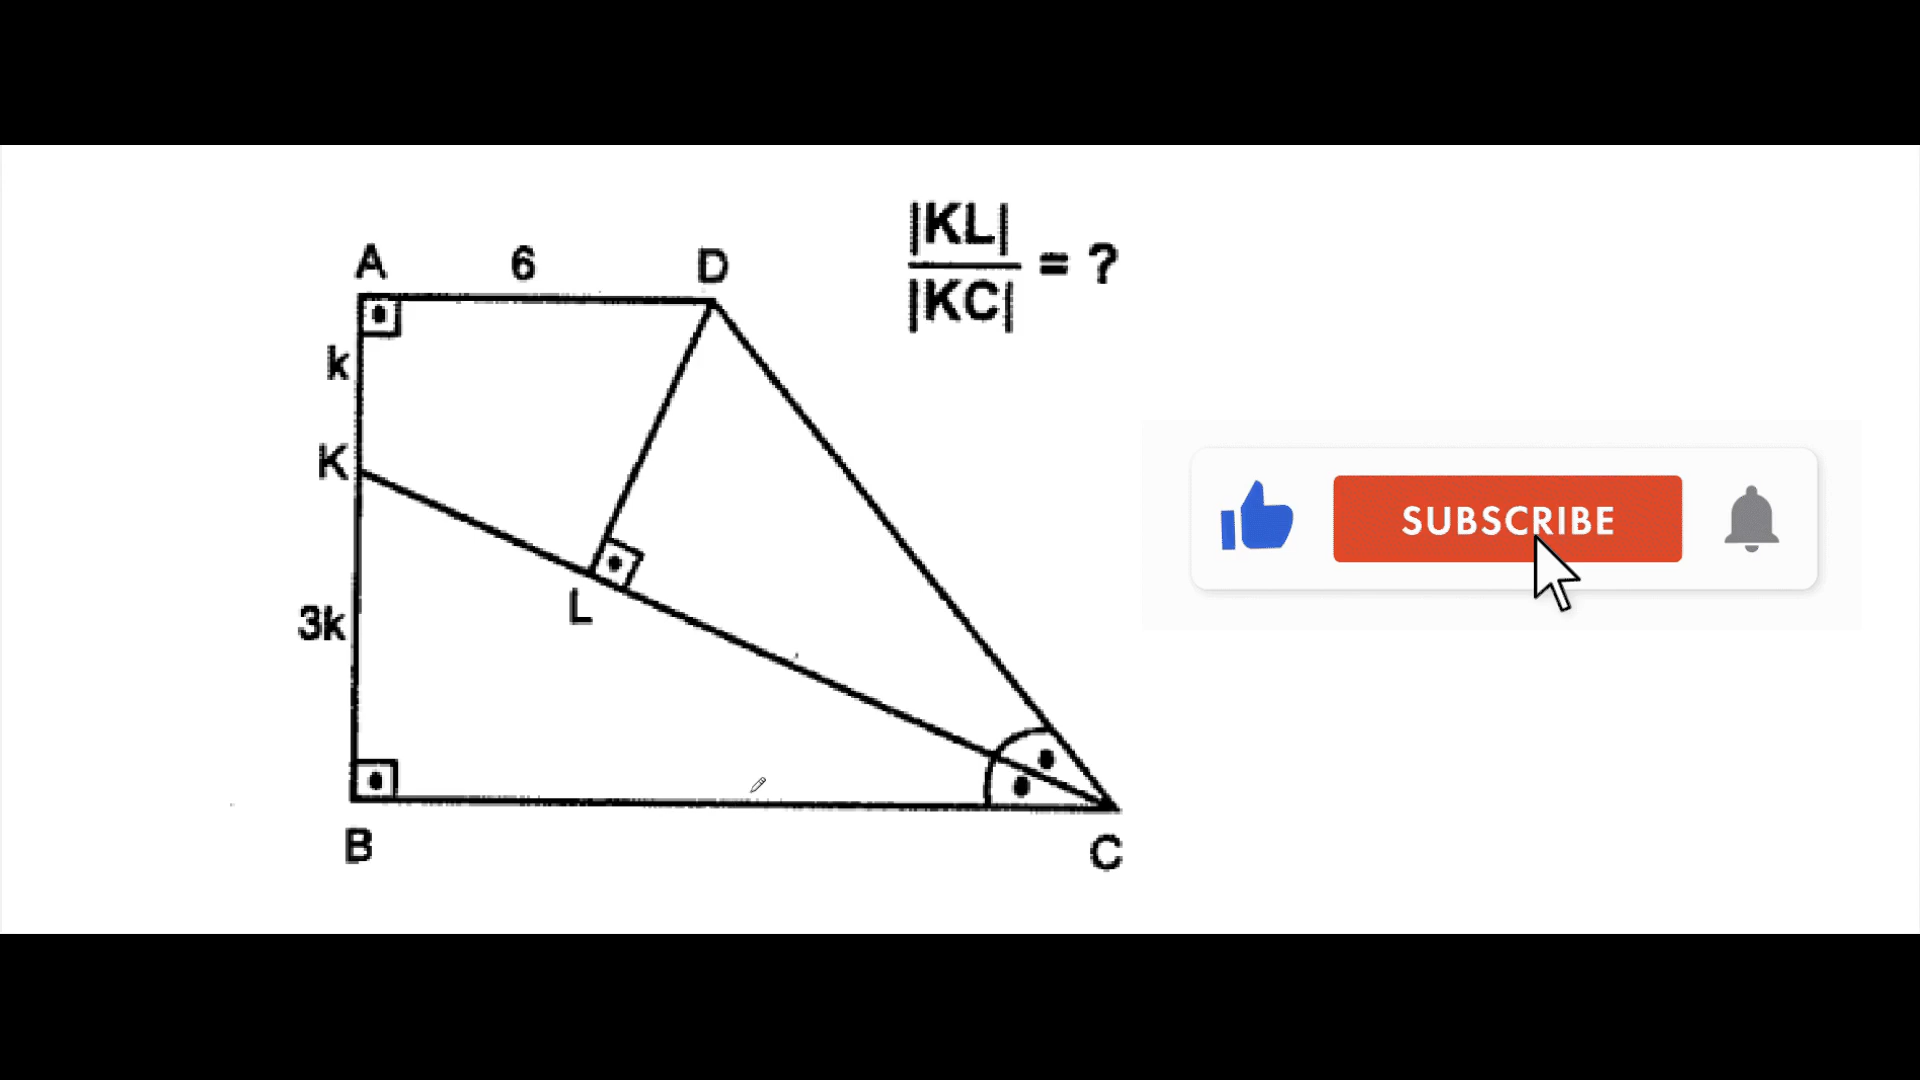 A 6 D
|KL|
|KC| = ?
k
K
3k
L
SUBSCRIBE
B
C